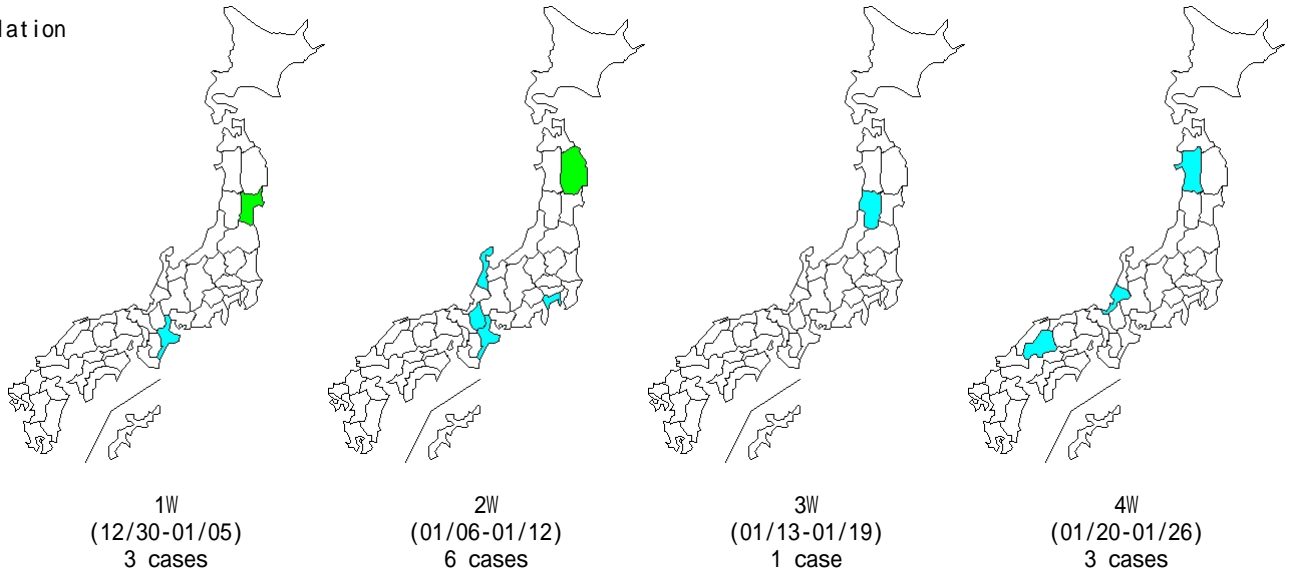 1W
(12/30-01/05)
3 cases
2W
(01/06-01/12)
6 cases
3W
(01/13-01/19)
1 case
4W
(01/20-01/26)
3 cases